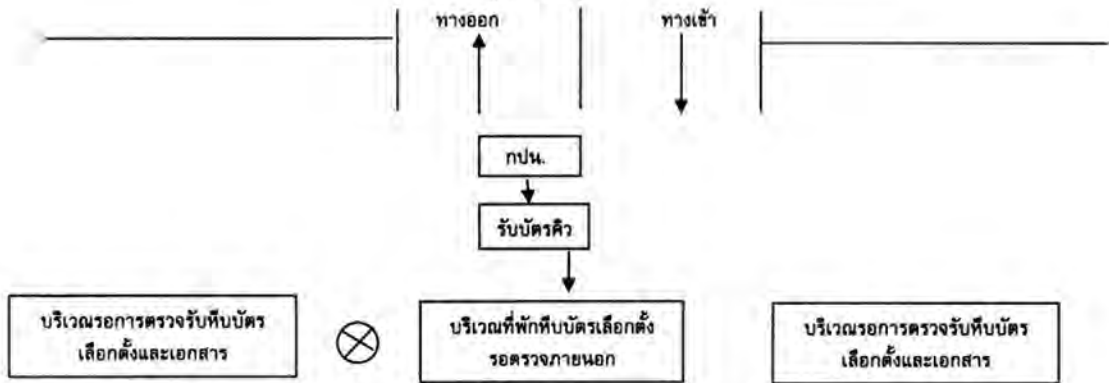 ทางออก
ทางเข้า
กปน.
รับบัตรคิว
บริเวณรอการตรวจรับหีบบัตร
เลือกตั้งและเอกสาร
บริเวณที่พักหีบบัตรเลือกตั้ง
รอตรวจภายนอก
บริเวณรอการตรวจรับหีบบัตร
เลือกตั้งและเอกสาร